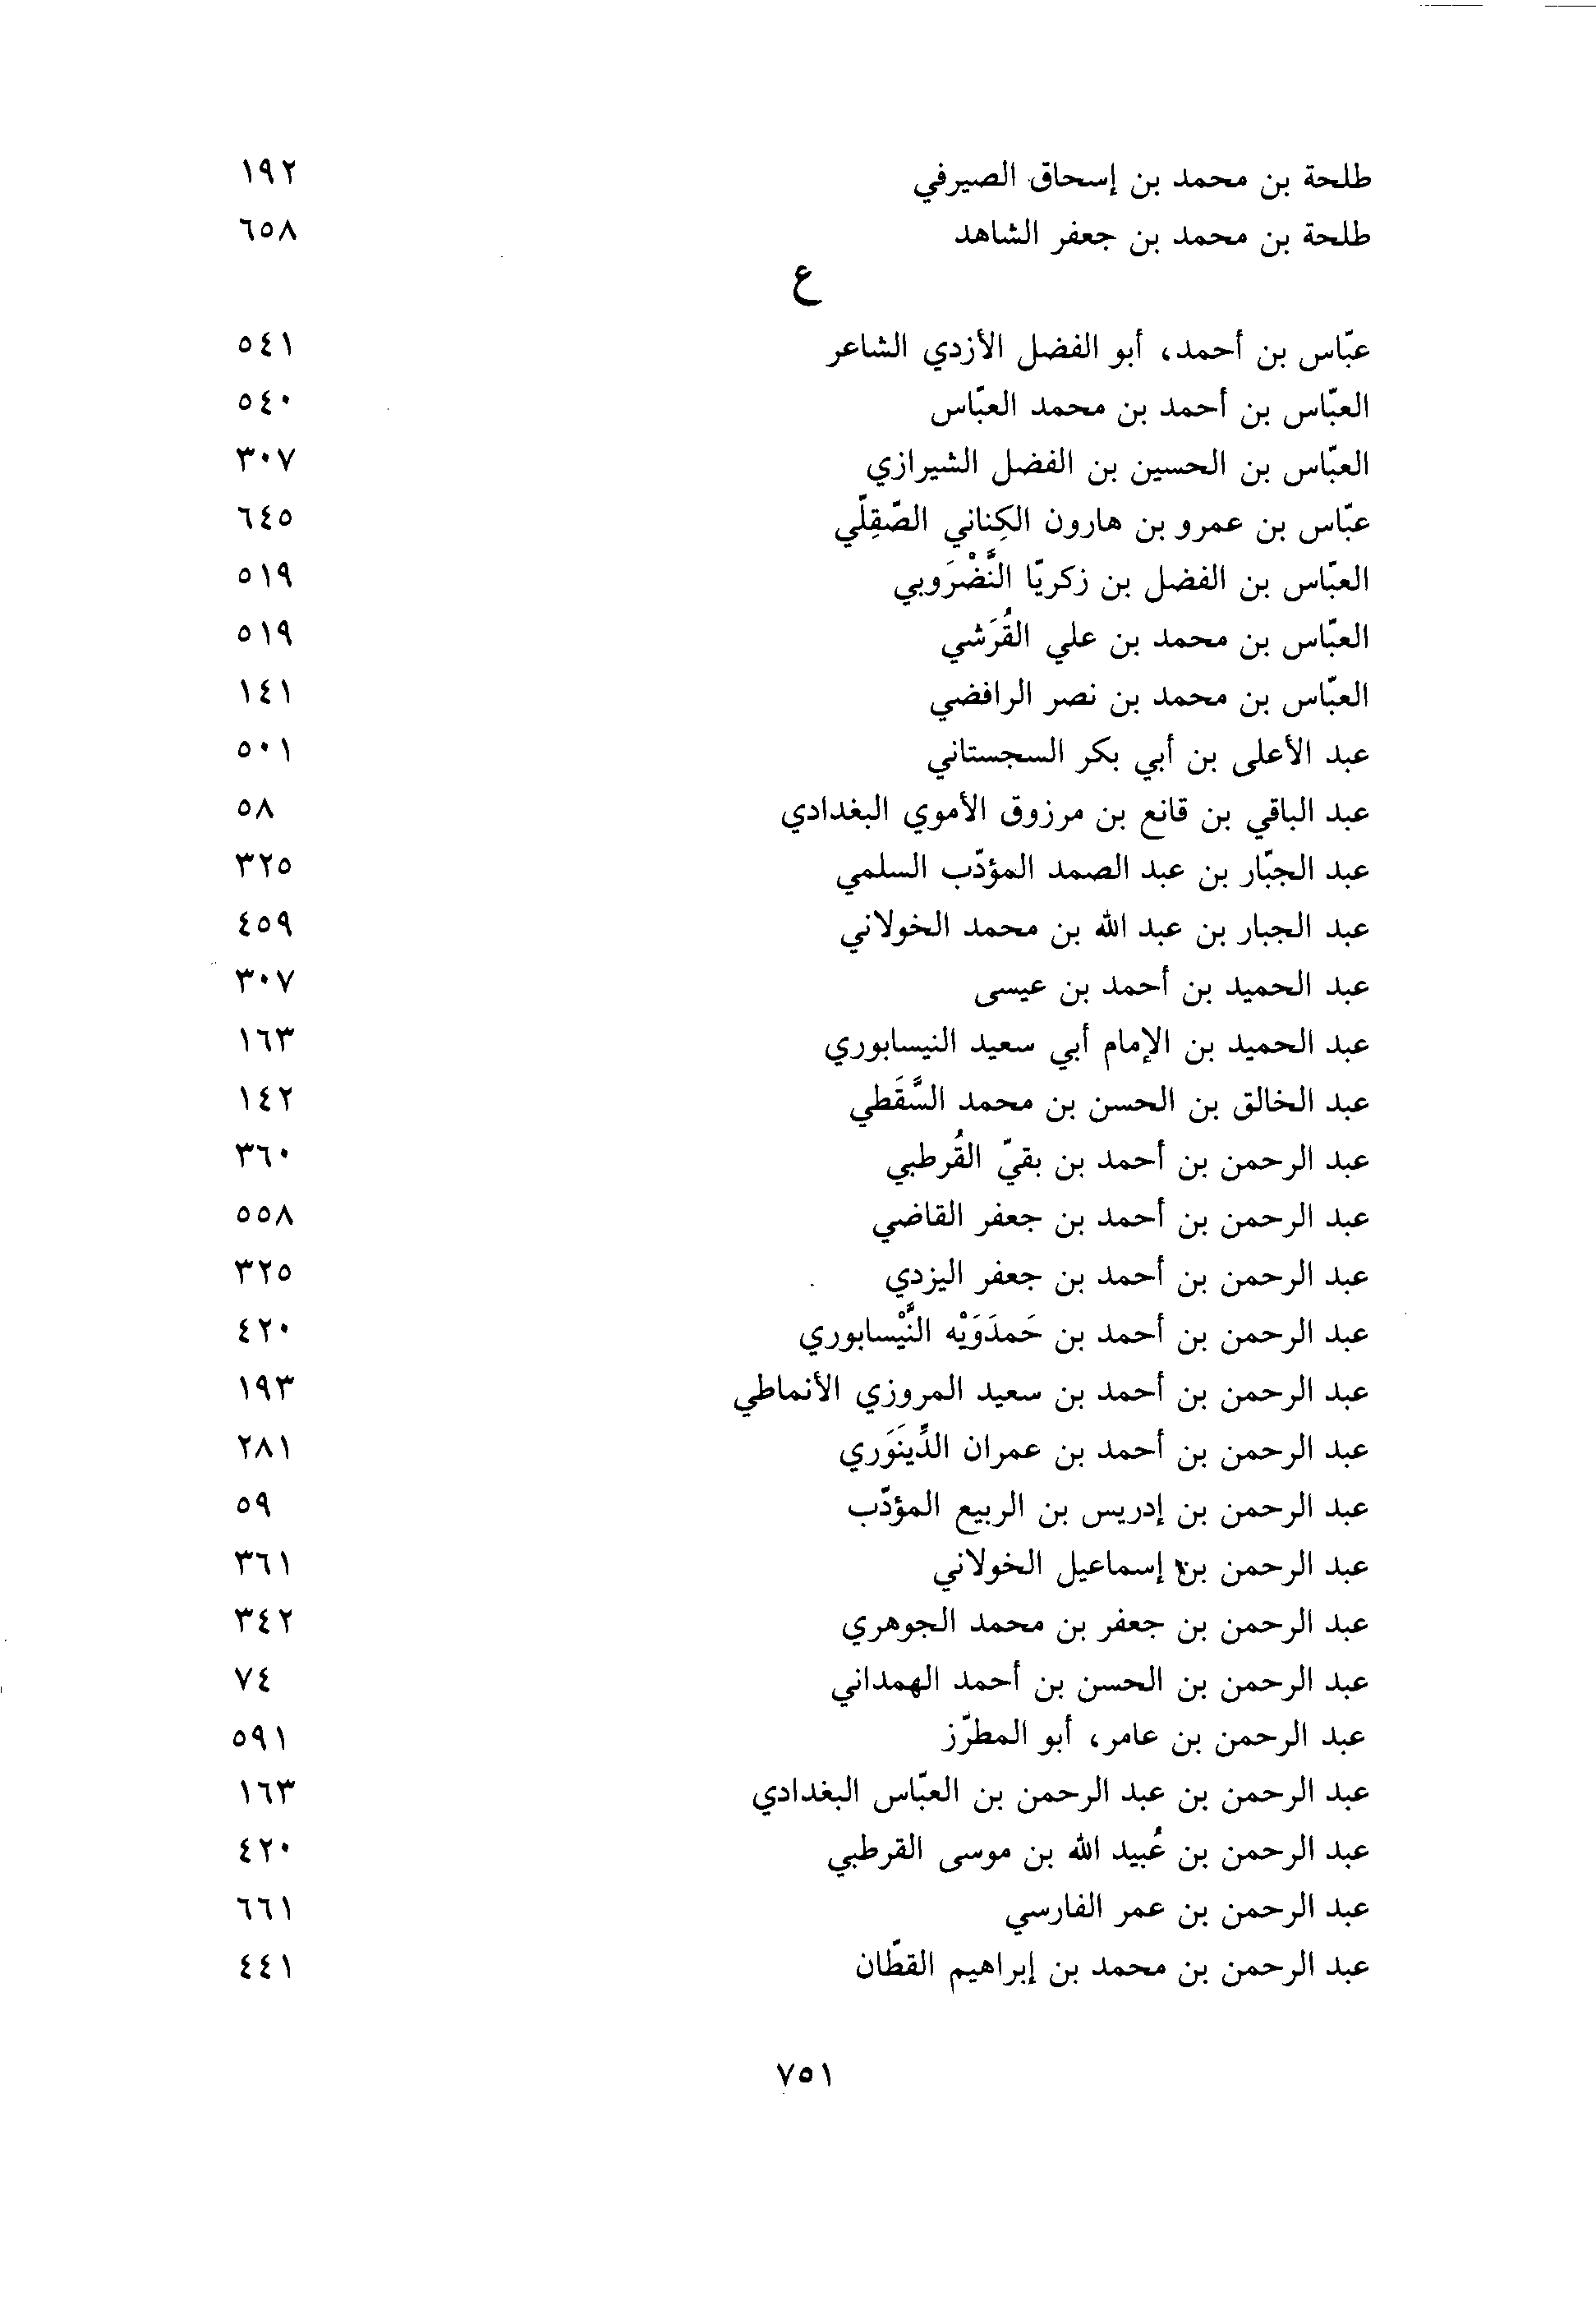 طلحة بن محمد بن إسحاق الصيرفي ١٩٢
طلحة بن محمد بن جعفر الشاهد ٦٥٨
ع
عبّاس بن أحمد، أبو الفضل الأزدي الشاعر ٥٤١
العبّاس بن أحمد بن محمد العبّاس ٥٤٠
العبّاس بن الحسين بن الفضل الشيرازي ٣٠٧
عبّاس بن عمرو بن هارون الكِناني الصّقِلّي ٦٤٥
العبّاس بن الفضل بن زكريّا النَّضْرَوبي ٥١٩
العبّاس بن محمد بن علي القُرَشي ٥١٩
العبّاس بن محمد بن نصر الرافضي ١٤١
عبد الأعلى بن أبي بكر السجستاني ٥٠١
عبد الباقي بن قانع بن مرزوق الأموي البغدادي ٥٨
عبد الجبّار بن عبد الصمد المؤدّب السلمي ٣٢٥
عبد الجبار بن عبد الله بن محمد الخولاني ٤٥٩
عبد الحميد بن أحمد بن عيسى ٣٠٧
عبد الحميد بن الإمام أبي سعيد النيسابوري ١٦٣
عبد الخالق بن الحسن بن محمد السَّقَطي ١٤٢
عبد الرحمن بن أحمد بن بقيّ القُرطبي ٣٦٠
عبد الرحمن بن أحمد بن جعفر القاضي ٥٥٨
عبد الرحمن بن أحمد بن جعفر اليزدي ٣٢٥
عبد الرحمن بن أحمد بن حَمدَوَيْه النَّيْسابوري ٤٢٠
عبد الرحمن بن أحمد بن سعيد المروزي الأنماطي ١٩٣
عبد الرحمن بن أحمد بن عمران الدِّينَوَري ٢٨١
عبد الرحمن بن إدريس بن الربيع المؤدّب ٥٩
عبد الرحمن بن إسماعيل الخولاني ٣٦١
عبد الرحمن بن جعفر بن محمد الجوهري ٣٤٢
عبد الرحمن بن الحسن بن أحمد الهمداني ٧٤
عبد الرحمن بن عامر، أبو المطرّز ٥٩١
عبد الرحمن بن عبد الرحمن بن العبّاس البغدادي ١٦٣
عبد الرحمن بن عُبيد الله بن موسى القرطبي ٤٢٠
عبد الرحمن بن عمر الفارسي ٦٦١
عبد الرحمن بن محمد بن إبراهيم القطّان ٤٤١
٧٥١